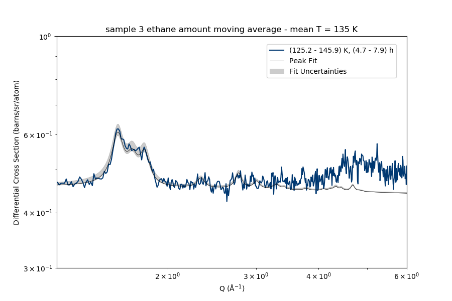 sample 3 ethane amount moving average - mean T = 135 K
10⁰
(125.2 - 145.9) K, (4.7 - 7.9) h
Peak Fit
Fit Uncertainties
6 × 10⁻¹
4 × 10⁻¹
3 × 10⁻¹
Differential Cross Section (barns/sr/atom)
2 × 10⁰
3 × 10⁰
4 × 10⁰
6 × 10⁰
Q (Å⁻¹)